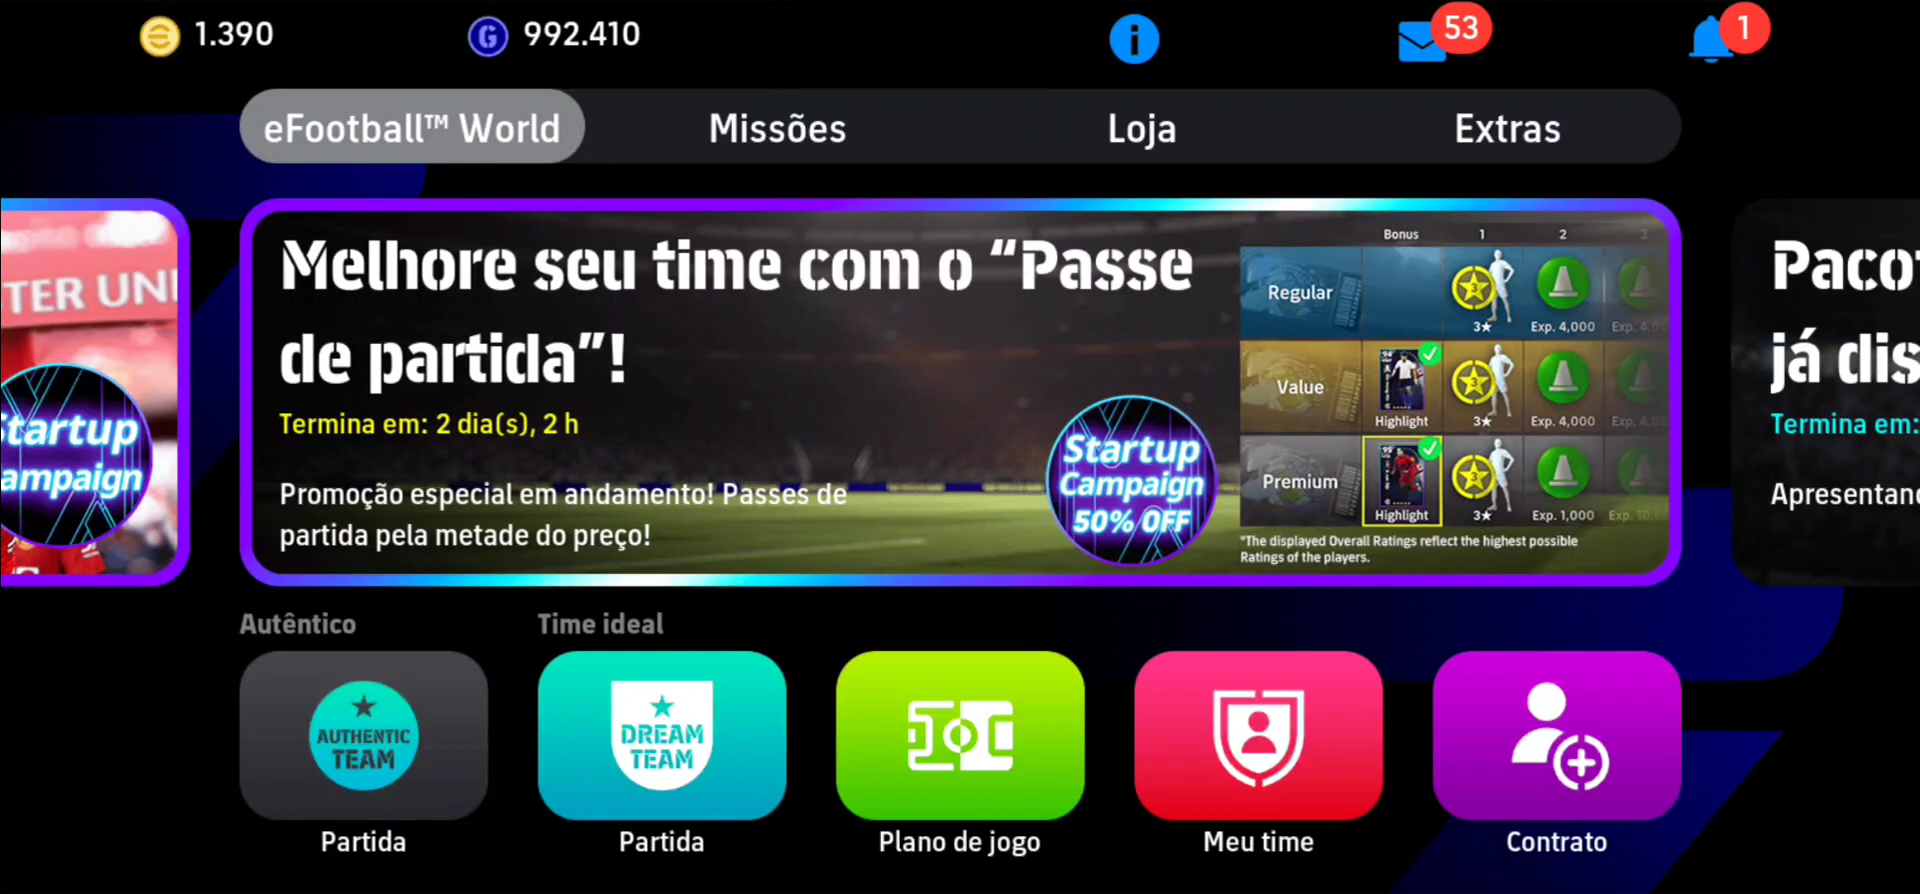 1.390
992.410
53
1
eFootball™ World
Missões
Loja
Extras
TER UNI
Startup
ampaign
Melhore seu time com o “Passe
de partida”!
Termina em: 2 dia(s), 2 h
Promoção especial em andamento! Passes de
partida pela metade do preço!
Startup
Campaign
50% OFF
Bonus 1 2 3
Regular
3★ Exp. 4,000
Value
Highlight 3★ Exp. 4,000
Premium
Highlight 3★ Exp. 1,000
*The displayed Overall Ratings reflect the highest possible
Ratings of the players.
Paco
já dis
Termina em:
Apresentan
Autêntico
Time ideal
AUTHENTIC
TEAM
Partida
DREAM
TEAM
Partida
Plano de jogo
Meu time
Contrato